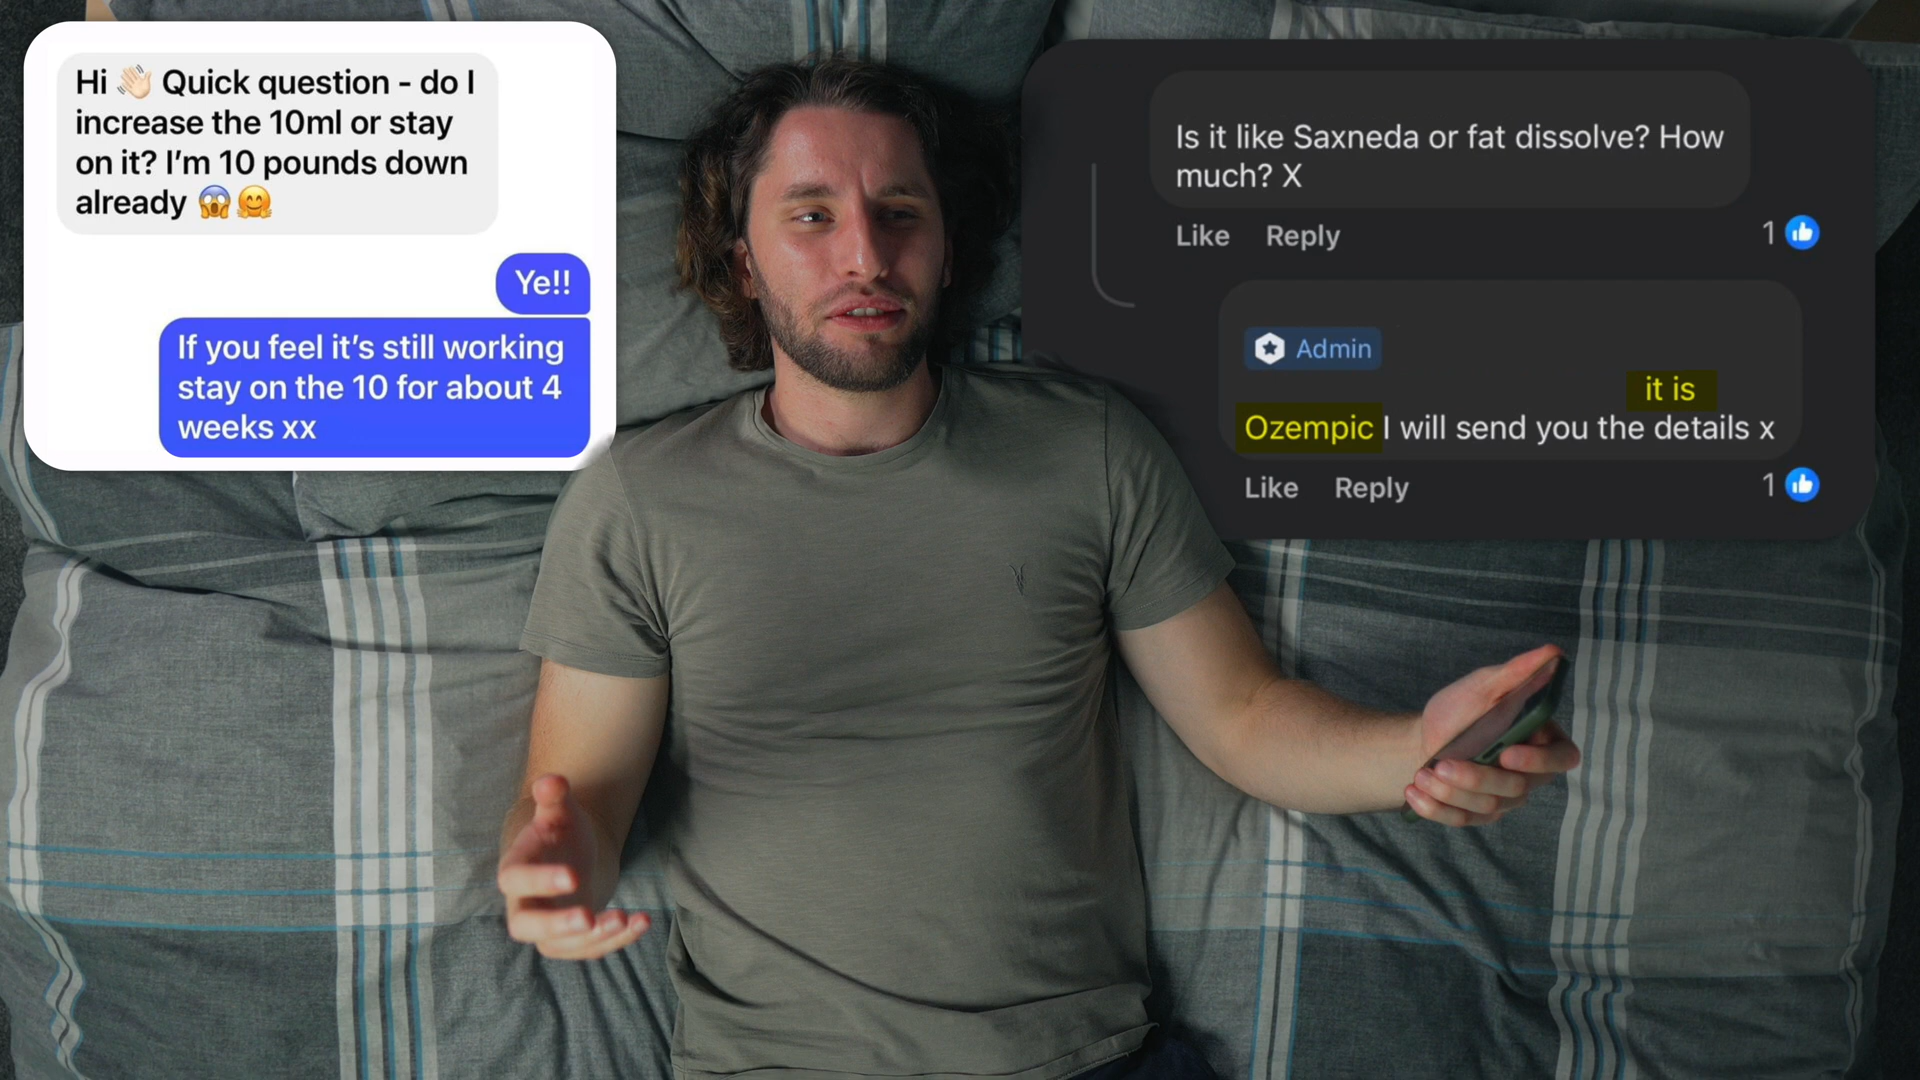 Hi 👋🏻 Quick question - do I
increase the 10ml or stay
on it? I'm 10 pounds down
already 😱🤗
Ye!!
If you feel it's still working
stay on the 10 for about 4
weeks xx
Is it like Saxneda or fat dissolve? How
much? X
Like Reply 1
Admin
it is
Ozempic I will send you the details x
Like Reply 1